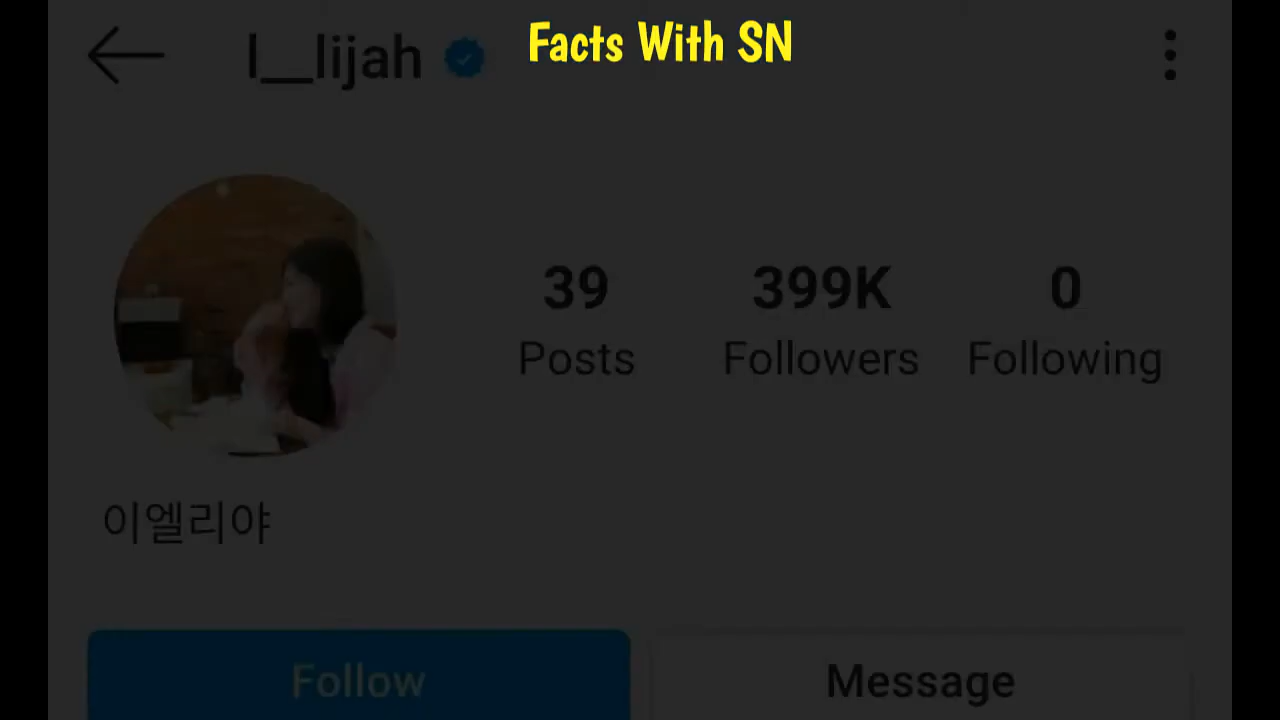 l__lijah
Facts With SN
39 399K 0
Posts Followers Following
이엘리야
Follow Message